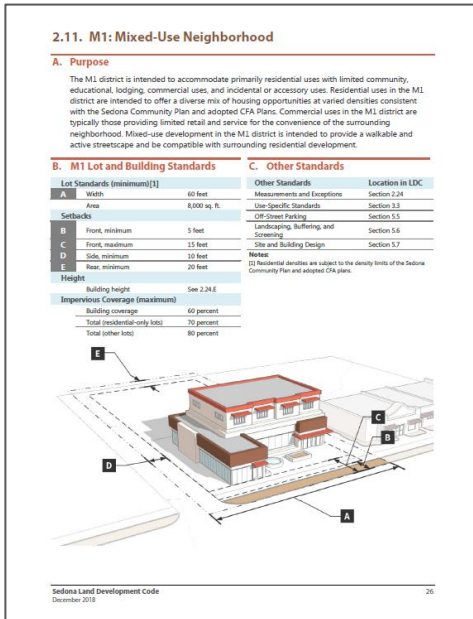 2.11. M1: Mixed-Use Neighborhood
A. Purpose
The M1 district is intended to accommodate primarily residential uses with limited community,
educational, lodging, commercial uses, and incidental or accessory uses. Residential uses in the M1
district are intended to offer a diverse mix of housing opportunities at varied densities consistent
with the Sedona Community Plan and adopted CFA Plans. Commercial uses in the M1 district are
typically those providing limited retail and service for the convenience of the surrounding
neighborhood. Mixed-use development in the M1 district is intended to provide a walkable and
active streetscape and be compatible with surrounding residential development.
B. M1 Lot and Building Standards
Lot Standards (minimum)[1]
A Width 60 feet
Area 8,000 sq. ft.
Setbacks
B Front, minimum 5 feet
C Front, maximum 15 feet
D Side, minimum 10 feet
E Rear, minimum 20 feet
Height
Building height See 2.24.E
Impervious Coverage (maximum)
Building coverage 60 percent
Total (residential-only lots) 70 percent
Total (other lots) 80 percent
C. Other Standards
Other Standards Location in LDC
Measurements and Exceptions Section 2.24
Use-Specific Standards Section 3.3
Off-Street Parking Section 5.5
Landscaping, Buffering, and
Screening Section 5.6
Site and Building Design Section 5.7
Notes:
[1] Residential densities are subject to the density limits of the Sedona
Community Plan and adopted CFA plans.
E
C
B
D
A
Sedona Land Development Code 26
December 2018